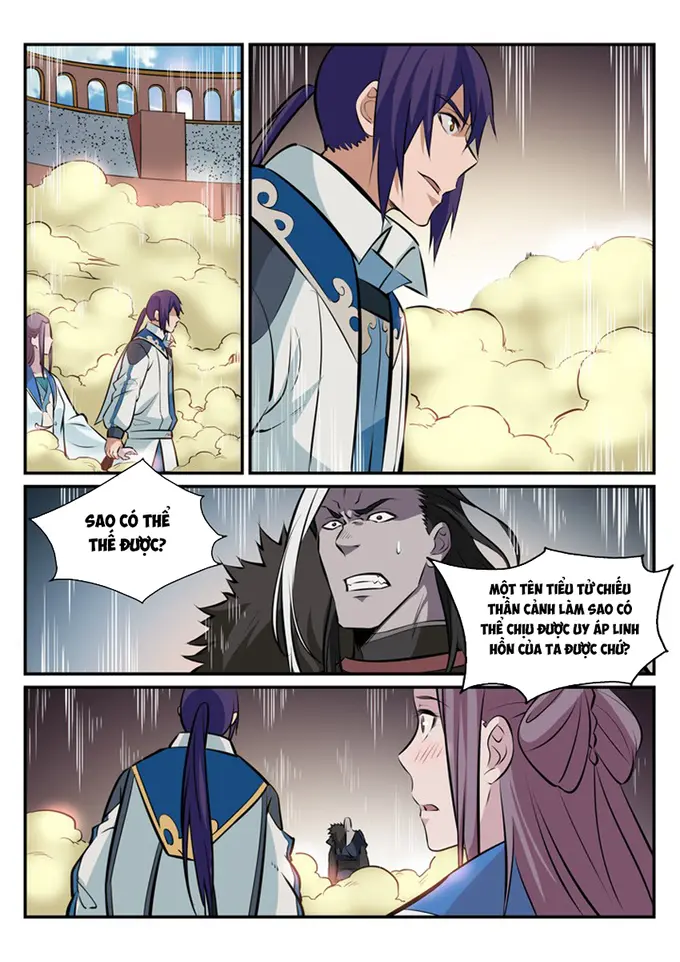 SAO CÓ THỂ
THẾ ĐƯỢC?
MỘT TÊN TIỂU TỬ CHIẾU
THẦN CẢNH LÀM SAO CÓ
THỂ CHỊU ĐƯỢC UY ÁP LINH
HỒN CỦA TA ĐƯỢC CHỨ?